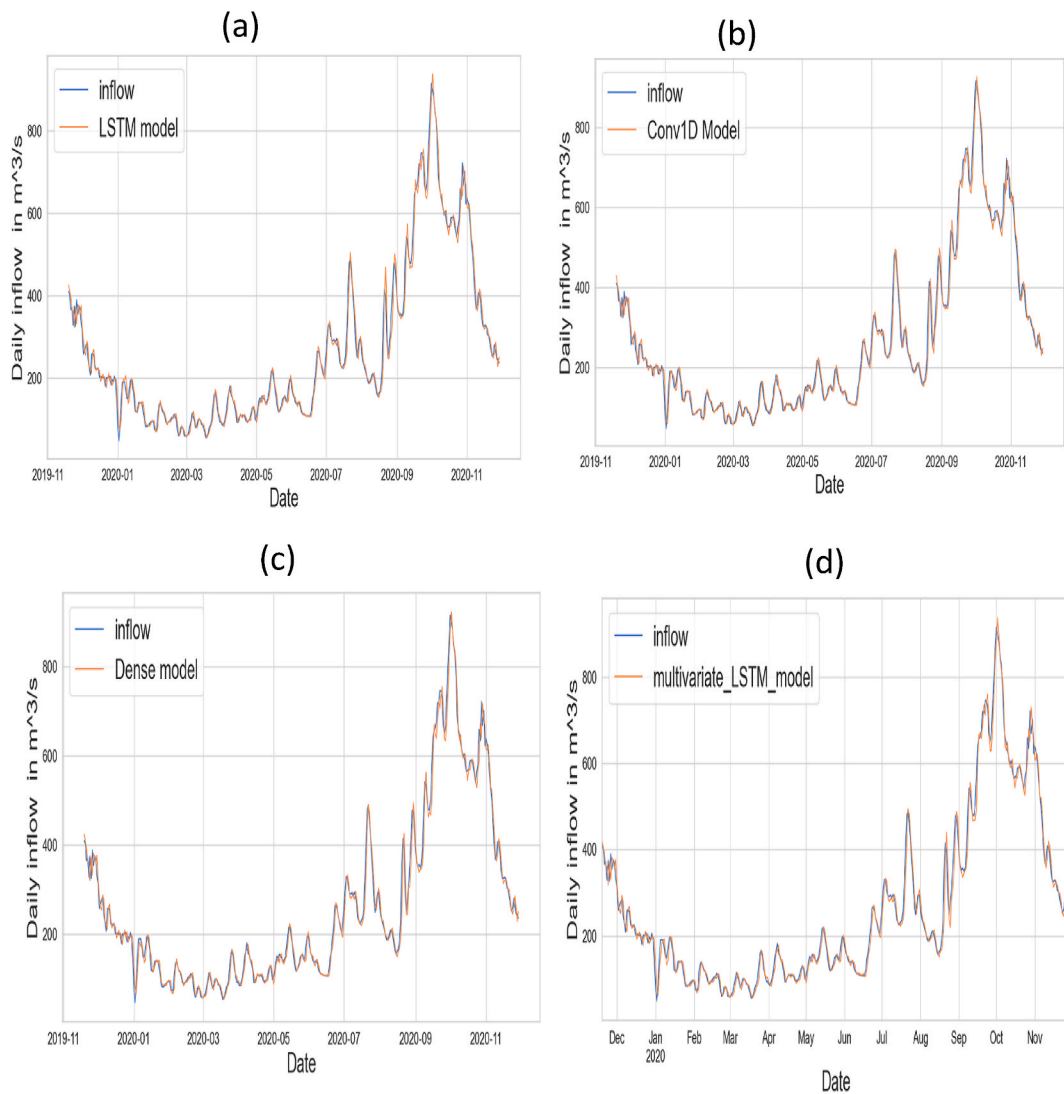 (a)
inflow
LSTM model
Daily inflow in m^3/s
800
600
400
200
2019-11 2020-01 2020-03 2020-05 2020-07 2020-09 2020-11
Date
(b)
inflow
Conv1D Model
Daily inflow in m^3/s
800
600
400
200
2019-11 2020-01 2020-03 2020-05 2020-07 2020-09 2020-11
Date
(c)
inflow
Dense model
Daily inflow in m^3/s
800
600
400
200
2019-11 2020-01 2020-03 2020-05 2020-07 2020-09 2020-11
Date
(d)
inflow
multivariate_LSTM_model
Daily inflow in m^3/s
800
600
400
200
Dec Jan Feb Mar Apr May Jun Jul Aug Sep Oct Nov
2020
Date